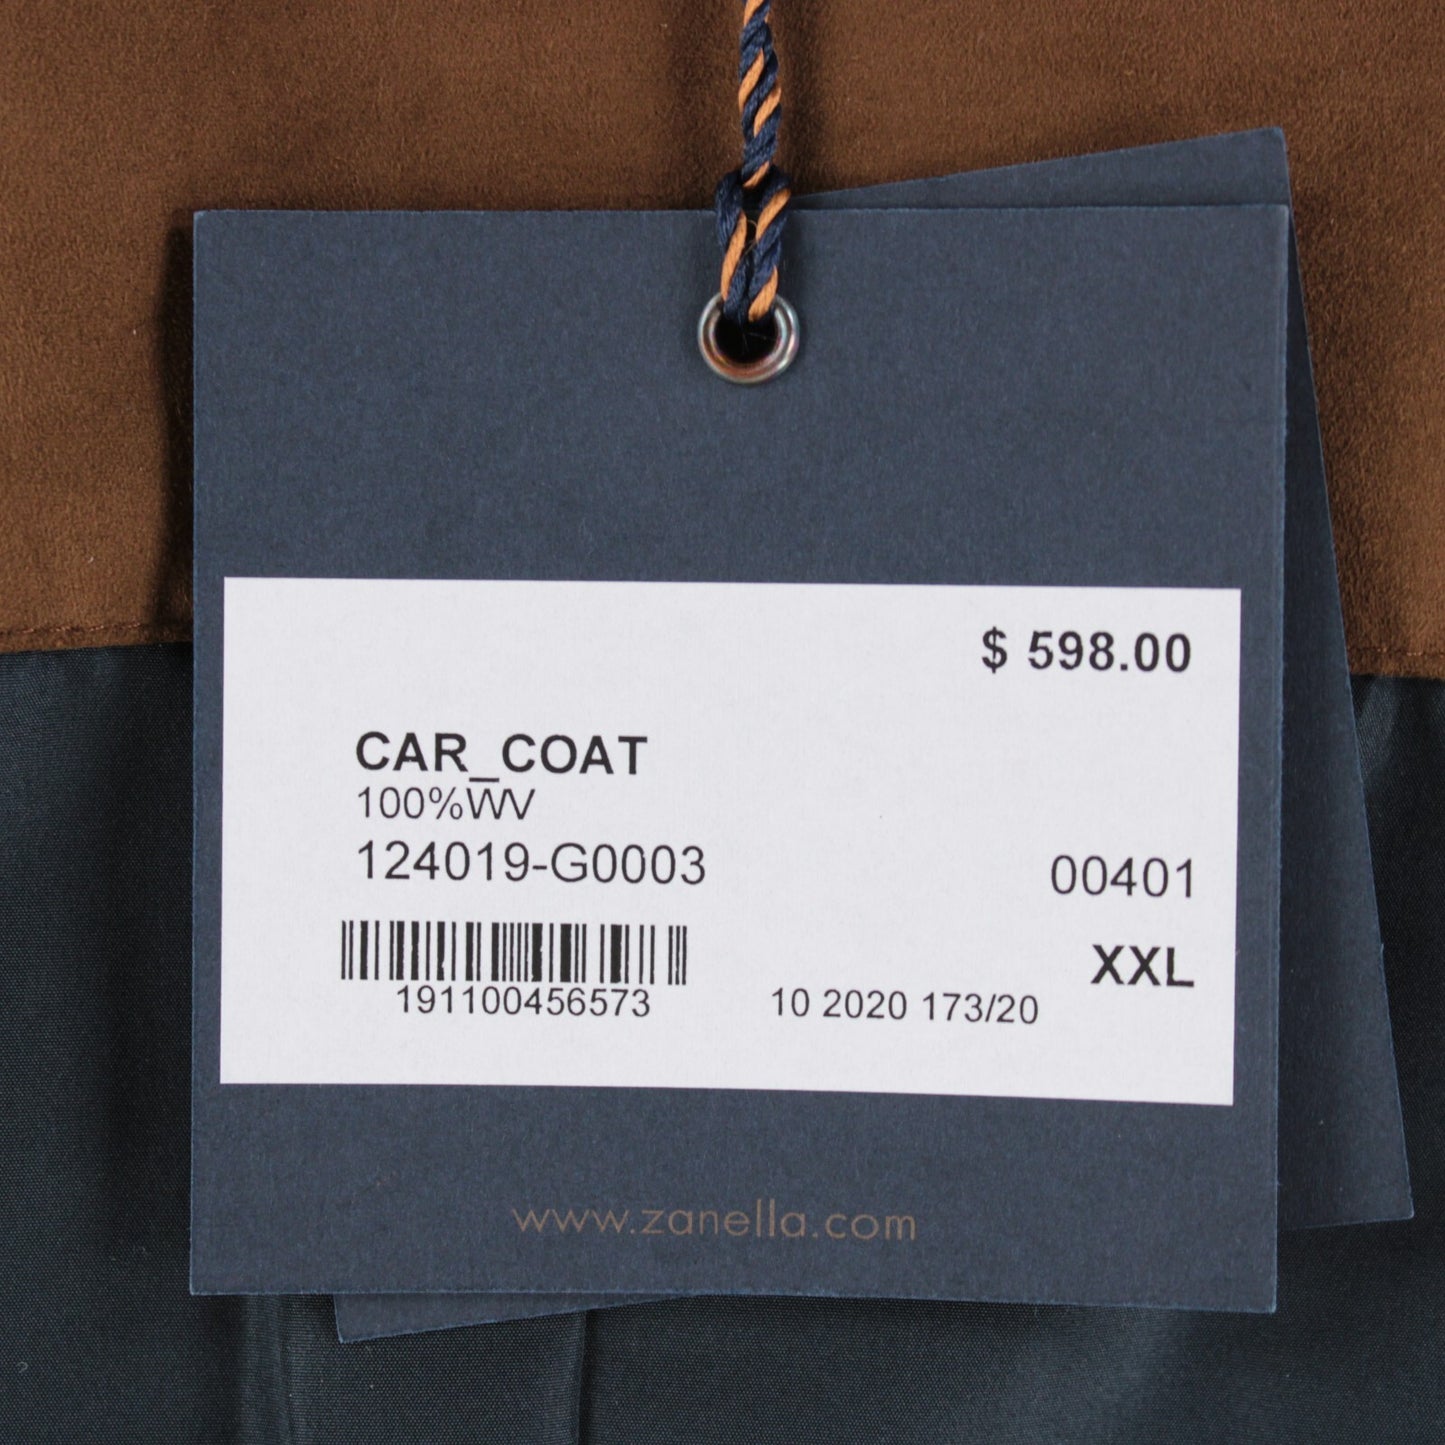 $ 598.00
CAR_COAT
100%WV
124019-G0003
00401
XXL
191100456573
10 2020 173/20
www.zanella.com